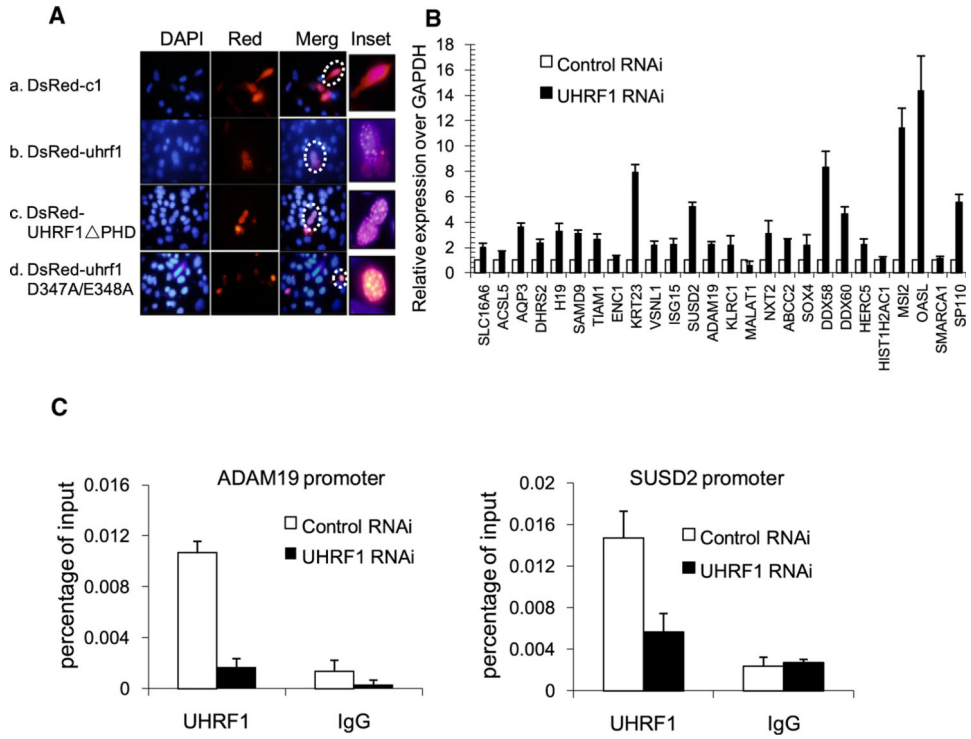 A
DAPI Red Merg Inset
a. DsRed-c1
b. DsRed-uhrf1
c. DsRed-
UHRF1△PHD
d. DsRed-uhrf1
D347A/E348A
B
Relative expression over GAPDH
18
16
14
12
10
8
6
4
2
0
Control RNAi
UHRF1 RNAi
SLC16A6
ACSL5
AQP3
DHRS2
H19
SAMD9
TIAM1
ENC1
KRT23
VSNL1
ISG15
SUSD2
ADAM19
KLRC1
MALAT1
NXT2
ABCC2
SOX4
DDX58
DDX60
HERC5
HIST1H2AC1
MSI2
OASL
SMARCA1
SP110
C
ADAM19 promoter
percentage of input
0.016
0.012
0.008
0.004
0
Control RNAi
UHRF1 RNAi
UHRF1 IgG
SUSD2 promoter
percentage of input
0.02
0.016
0.012
0.008
0.004
0
Control RNAi
UHRF1 RNAi
UHRF1 IgG